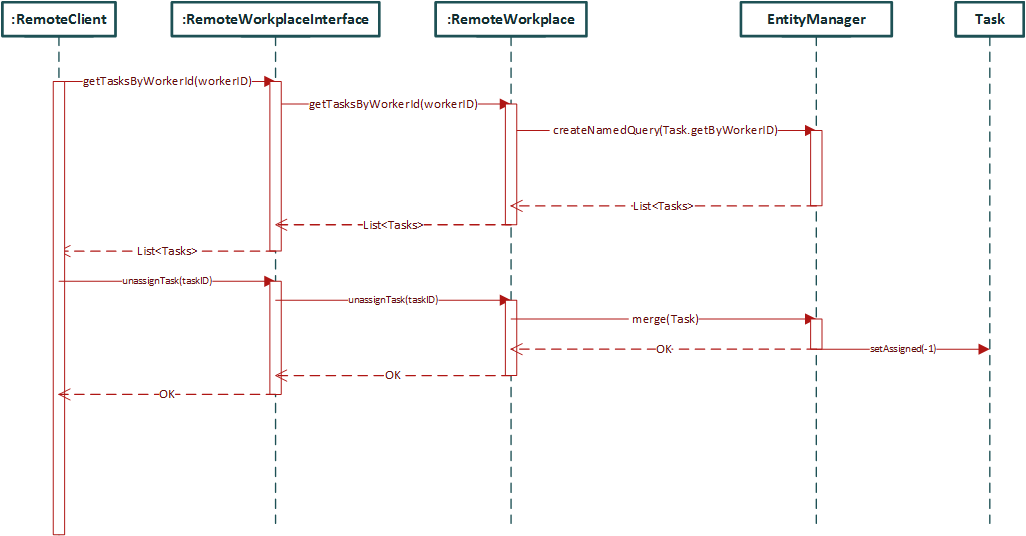 :RemoteClient
:RemoteWorkplaceInterface
:RemoteWorkplace
EntityManager
Task
getTasksByWorkerId(workerID)
getTasksByWorkerId(workerID)
createNamedQuery(Task.getByWorkerID)
List<Tasks>
List<Tasks>
List<Tasks>
unassignTask(taskID)
unassignTask(taskID)
merge(Task)
OK
setAssigned(-1)
OK
OK